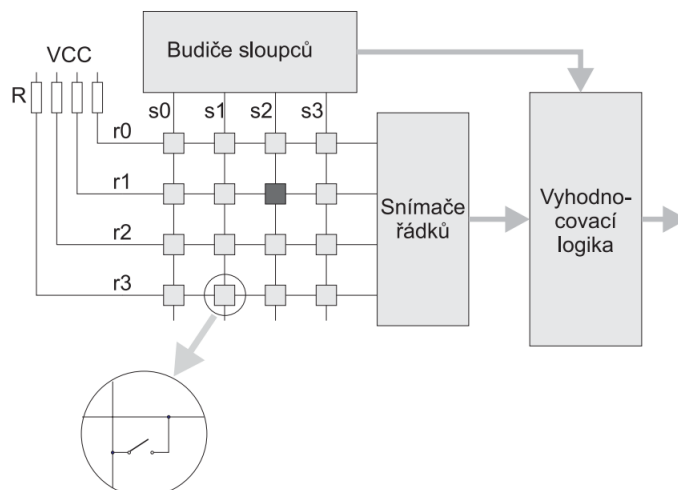 Budiče sloupců
VCC
R
s0 s1 s2 s3
r0
r1
r2
r3
Snímače
řádků
Vyhodno-
covací
logika